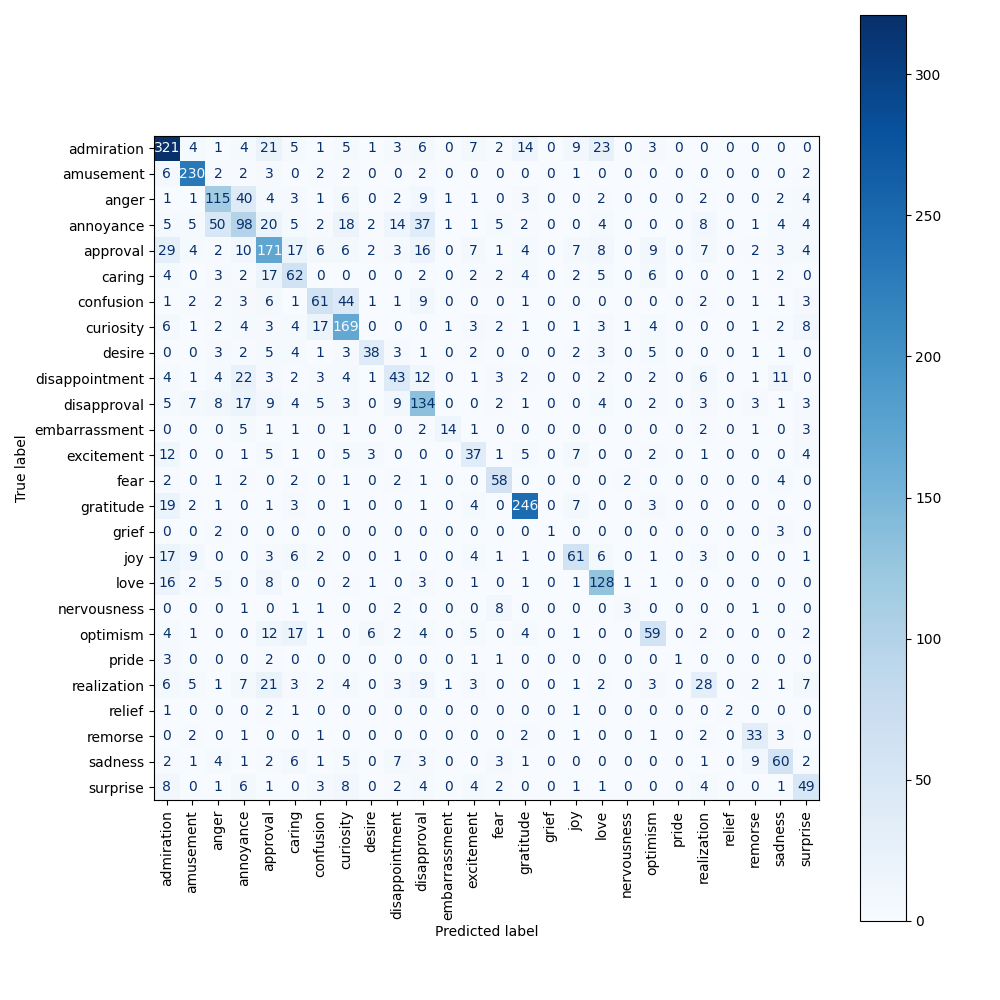 admiration 321 4 1 4 21 5 1 5 1 3 6 0 7 2 14 0 9 23 0 3 0 0 0 0 0 0
amusement 6 230 2 2 3 0 2 2 0 0 2 0 0 0 0 0 1 0 0 0 0 0 0 0 0 2
anger 1 1 115 40 4 3 1 6 0 2 9 1 1 0 3 0 0 2 0 0 0 2 0 0 2 4
annoyance 5 5 50 98 20 5 2 18 2 14 37 1 1 5 2 0 0 4 0 0 0 8 0 1 4 4
approval 29 4 2 10 171 17 6 6 2 3 16 0 7 1 4 0 7 8 0 9 0 7 0 2 3 4
caring 4 0 3 2 17 62 0 0 0 0 2 0 2 2 4 0 2 5 0 6 0 0 0 1 2 0
confusion 1 2 2 3 6 1 61 44 1 1 9 0 0 0 1 0 0 0 0 0 0 2 0 1 1 3
curiosity 6 1 2 4 3 4 17 169 0 0 0 1 3 2 1 0 1 3 1 4 0 0 0 1 2 8
desire 0 0 3 2 5 4 1 3 38 3 1 0 2 0 0 0 2 3 0 5 0 0 0 1 1 0
disappointment 4 1 4 22 3 2 3 4 1 43 12 0 1 3 2 0 0 2 0 2 0 6 0 1 11 0
disapproval 5 7 8 17 9 4 5 3 0 9 134 0 0 2 1 0 0 4 0 2 0 3 0 3 1 3
embarrassment 0 0 0 5 1 1 0 1 0 0 2 14 1 0 0 0 0 0 0 0 0 2 0 1 0 3
excitement 12 0 0 1 5 1 0 5 3 0 0 0 37 1 5 0 7 0 0 2 0 1 0 0 0 4
fear 2 0 1 2 0 2 0 1 0 2 1 0 0 58 0 0 0 0 2 0 0 0 0 0 4 0
gratitude 19 2 1 0 1 3 0 1 0 0 1 0 4 0 246 0 7 0 0 3 0 0 0 0 0 0
grief 0 0 2 0 0 0 0 0 0 0 0 0 0 0 0 1 0 0 0 0 0 0 0 0 3 0
joy 17 9 0 0 3 6 2 0 0 1 0 0 4 1 1 0 61 6 0 1 0 3 0 0 0 1
love 16 2 5 0 8 0 0 2 1 0 3 0 1 0 1 0 1 128 1 1 0 0 0 0 0 0
nervousness 0 0 0 1 0 1 1 0 0 2 0 0 0 8 0 0 0 0 3 0 0 0 0 1 0 0
optimism 4 1 0 0 12 17 1 0 6 2 4 0 5 0 4 0 1 0 0 59 0 2 0 0 0 2
pride 3 0 0 0 2 0 0 0 0 0 0 0 1 1 0 0 0 0 0 0 1 0 0 0 0 0
realization 6 5 1 7 21 3 2 4 0 3 9 1 3 0 0 0 1 2 0 3 0 28 0 2 1 7
relief 1 0 0 0 2 1 0 0 0 0 0 0 0 0 0 0 1 0 0 0 0 0 2 0 0 0
remorse 0 2 0 1 0 0 1 0 0 0 0 0 0 0 2 0 1 0 0 1 0 2 0 33 3 0
sadness 2 1 4 1 2 6 1 5 0 7 3 0 0 3 1 0 0 0 0 0 0 1 0 9 60 2
surprise 8 0 1 6 1 0 3 8 0 2 4 0 4 2 0 0 1 1 0 0 0 4 0 0 1 49
admiration amusement anger annoyance approval caring confusion curiosity desire disappointment disapproval embarrassment excitement fear gratitude grief joy love nervousness optimism pride realization relief remorse sadness surprise
Predicted label
True label
300
250
200
150
100
50
0